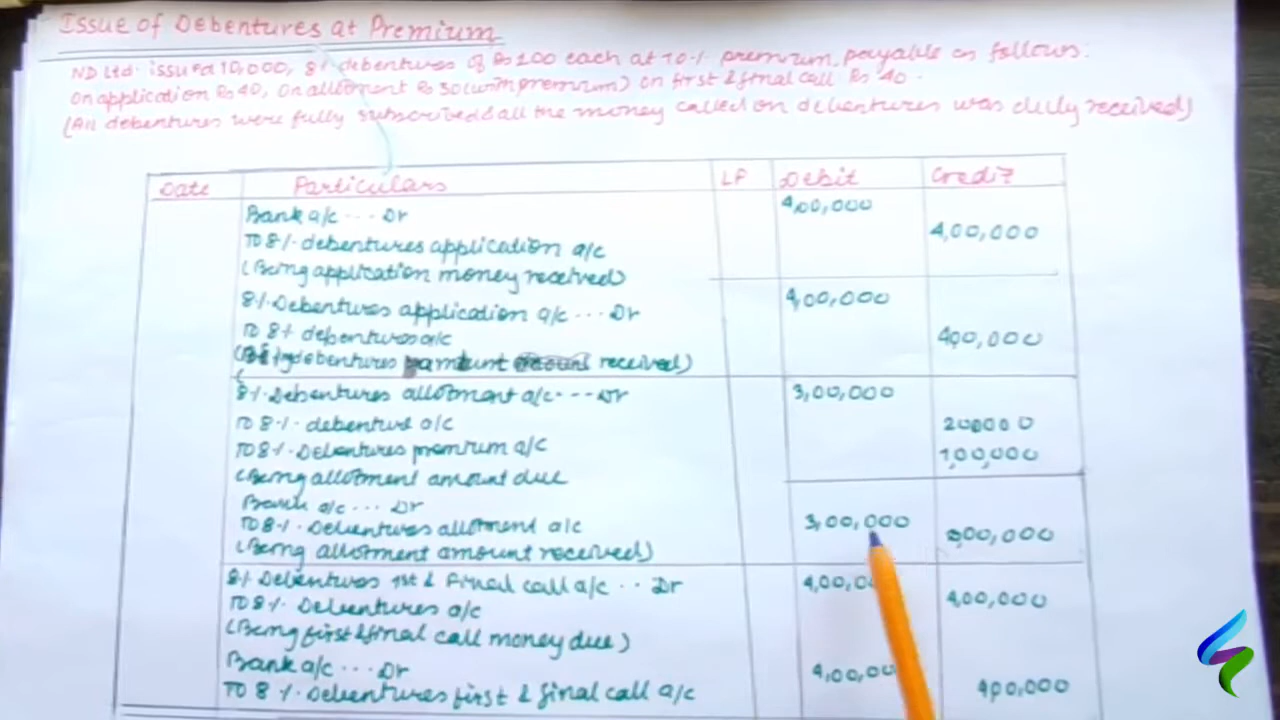 Issue of Debentures at Premium
ND Ltd. issued 10,000, 8% debentures of Rs 100 each at 10% premium, payable as follows:
On application Rs 40, On allotment Rs 30 (with premium) on first & final call Rs 40.
(All debentures were fully subscribed & all the money called on debentures was duly received)
Date Particulars LF Debit Credit
Bank a/c ... Dr 4,00,000
To 8% debentures application a/c 4,00,000
(Being application money received)
8% Debentures application a/c ... Dr 4,00,000
To 8% debentures a/c 400,000
debentures received)
8% Debentures allotment a/c ... Dr 3,00,000
To 8% debenture a/c 200000
To 8% Debentures premium a/c 1,00,000
(Being allotment amount due
Bank a/c ... Dr 3,00,000
To 8% Debentures allotment a/c 300,000
(Being allotment amount received)
8% Debentures 1st & Final call a/c .. Dr
To 8% Debentures a/c 4,00,000
(Being first & final call money due)
Bank a/c ... Dr
To 8% Debentures first & final call a/c 400,000